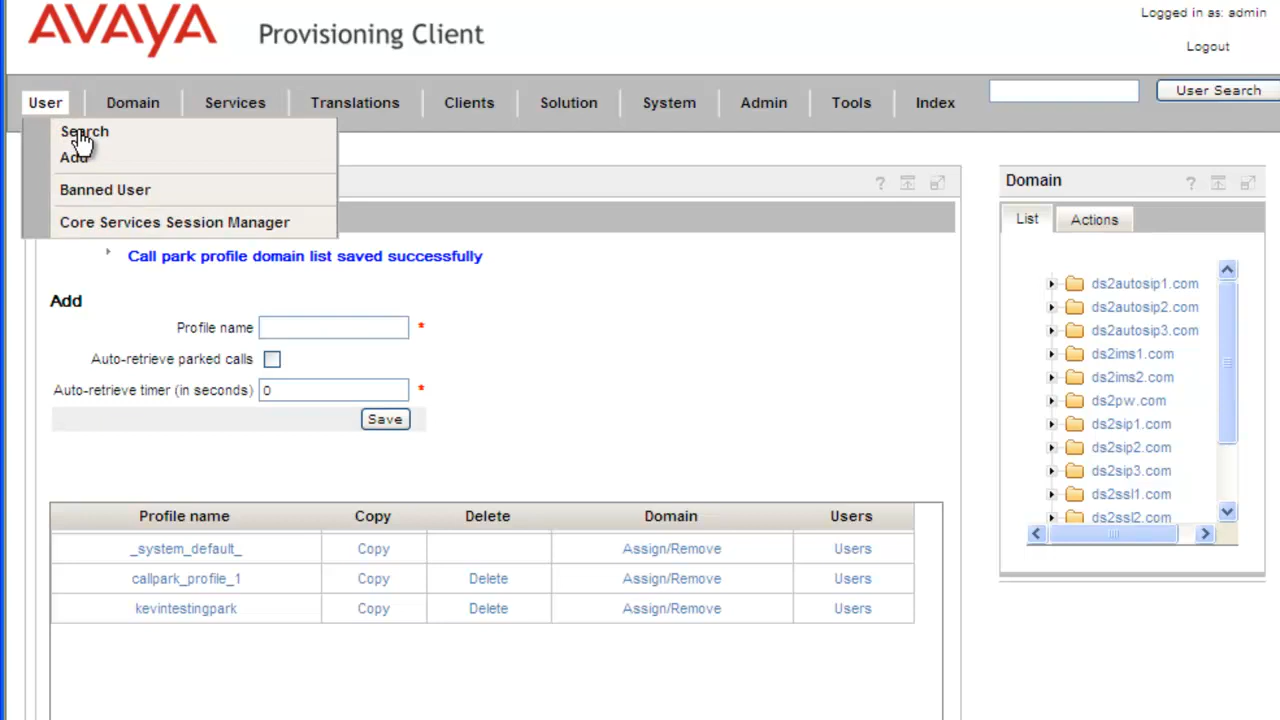 Logged in as: admin
AVAYA Provisioning Client
Logout
User Domain Services Translations Clients Solution System Admin Tools Index User Search
Search
Add
Banned User
Core Services Session Manager
Domain
List Actions
Call park profile domain list saved successfully
Add
Profile name *
Auto-retrieve parked calls
Auto-retrieve timer (in seconds) 0 *
Save
ds2autosip1.com
ds2autosip2.com
ds2autosip3.com
ds2ims1.com
ds2ims2.com
ds2pw.com
ds2sip1.com
ds2sip2.com
ds2sip3.com
ds2ssl1.com
ds2ssl2.com
Profile name Copy Delete Domain Users
_system_default_ Copy Assign/Remove Users
callpark_profile_1 Copy Delete Assign/Remove Users
kevintestingpark Copy Delete Assign/Remove Users